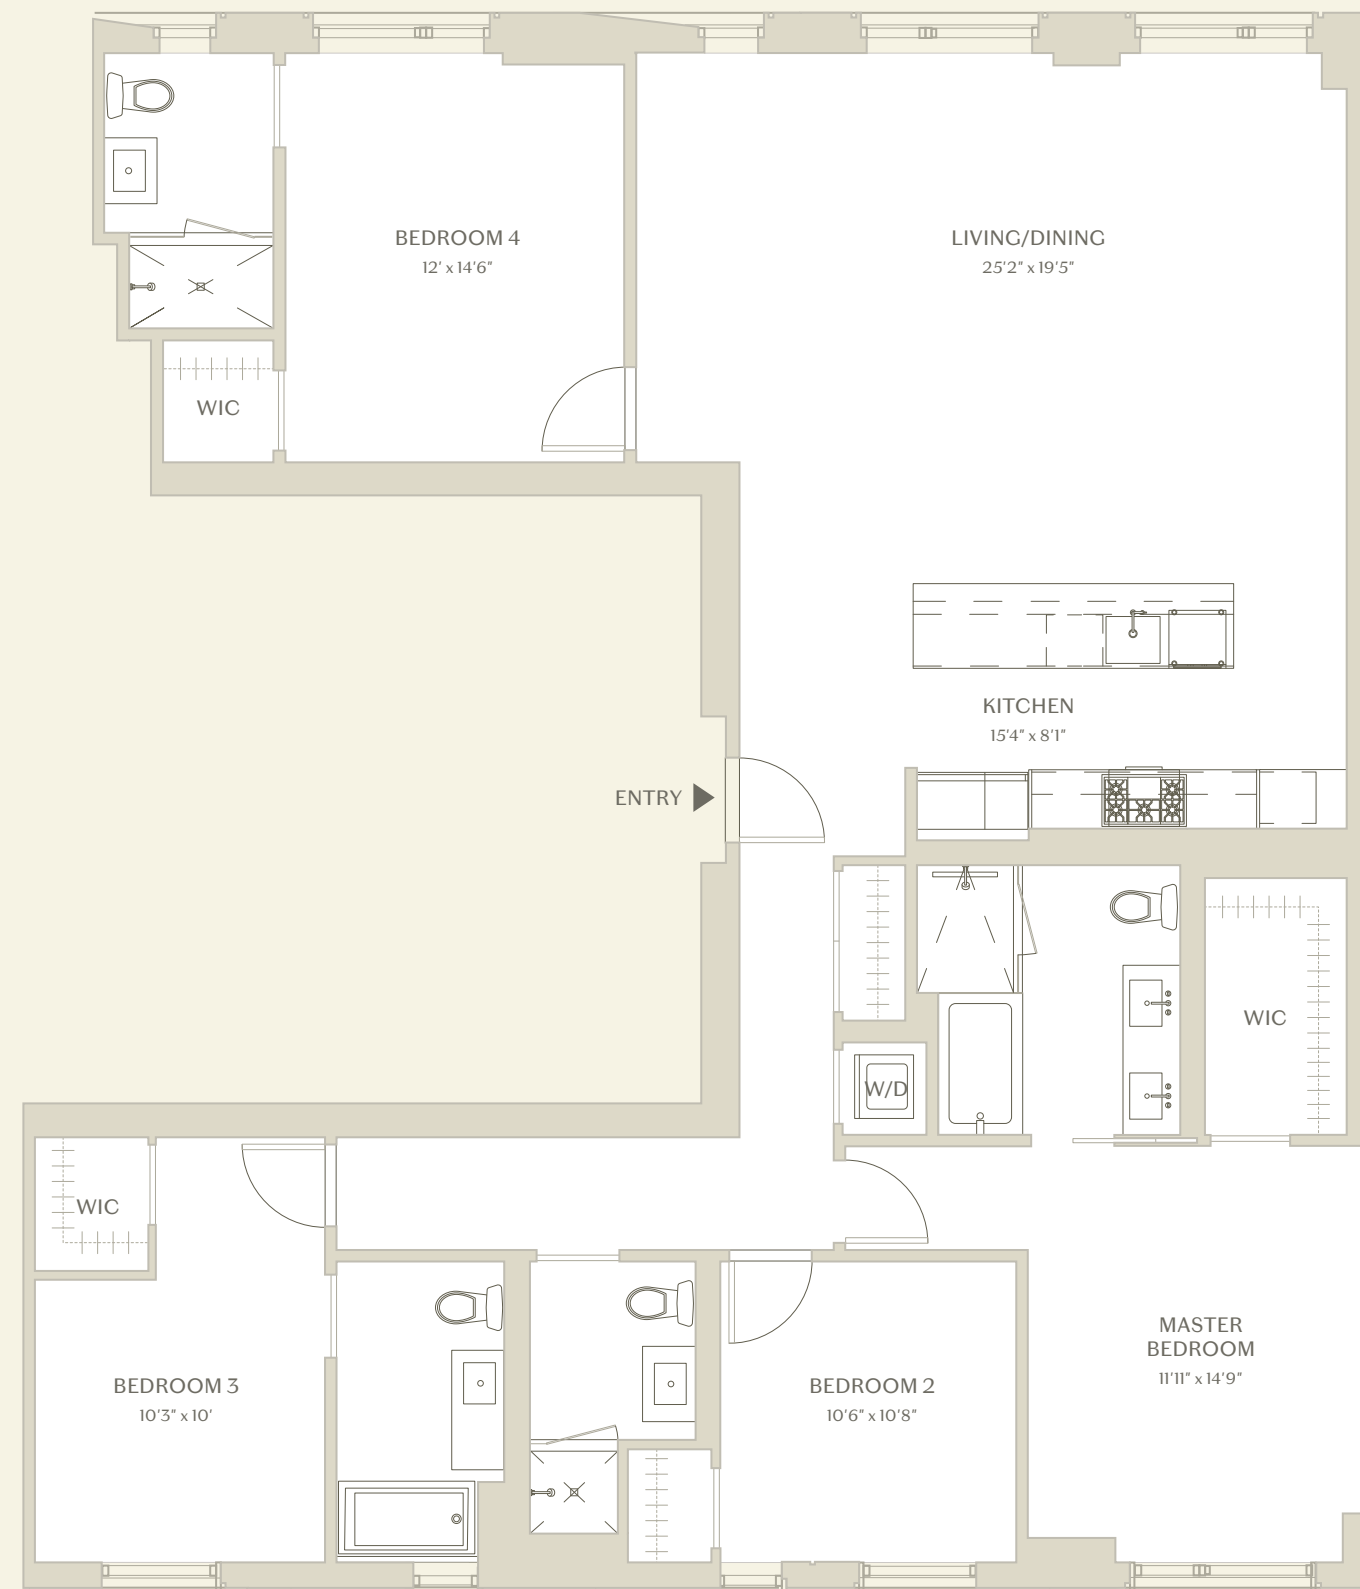 BEDROOM 4
12' x 14'6"
LIVING/DINING
25'2" x 19'5"
WIC
KITCHEN
15'4" x 8'1"
ENTRY
WIC
W/D
WIC
MASTER
BEDROOM
11'11" x 14'9"
BEDROOM 3
10'3" x 10'
BEDROOM 2
10'6" x 10'8"